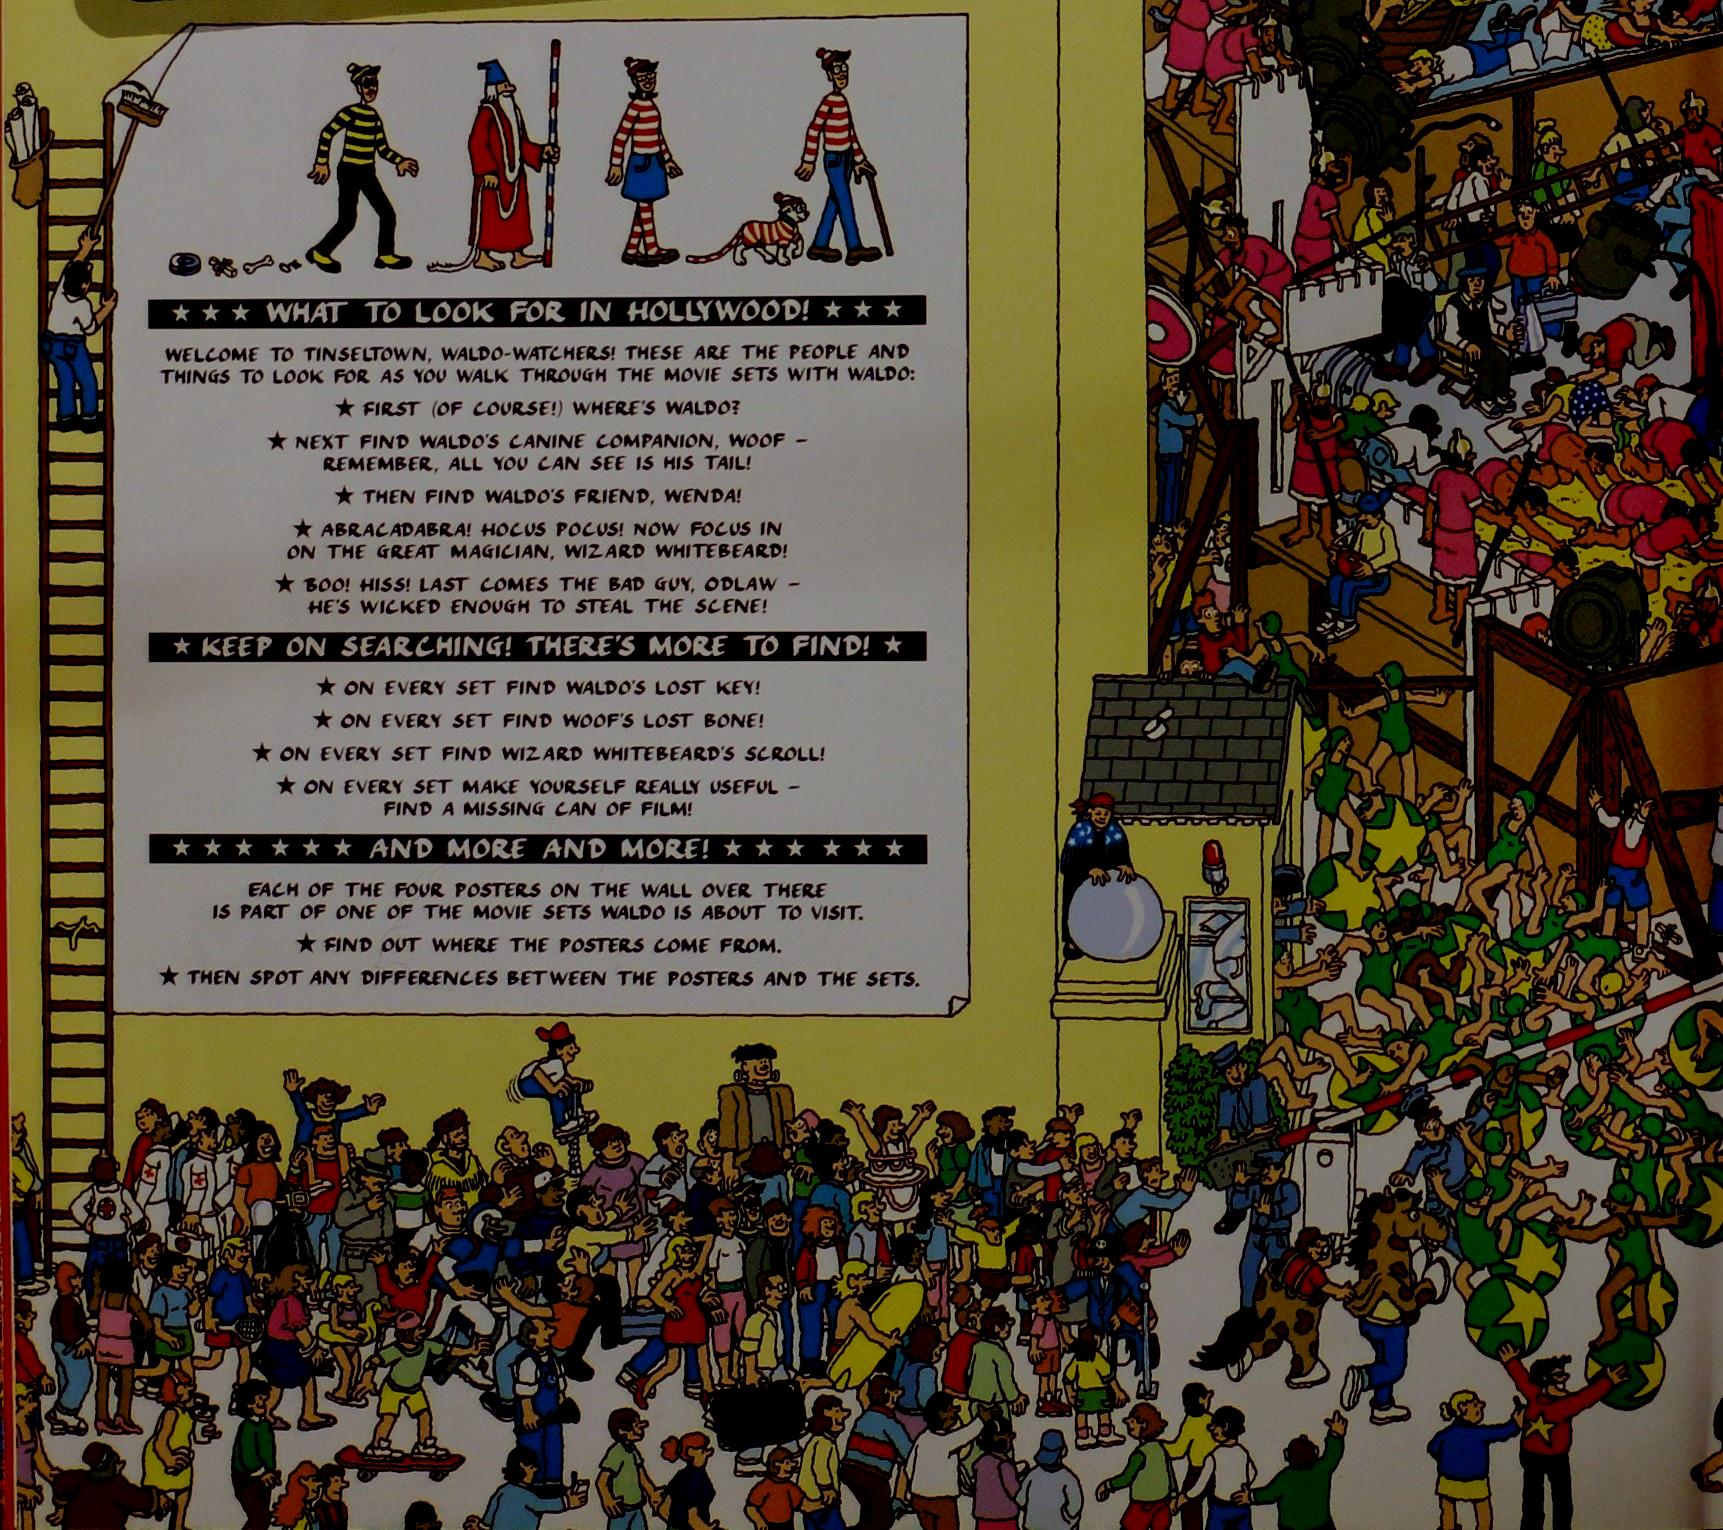 ★ ★ ★ WHAT TO LOOK FOR IN HOLLYWOOD! ★ ★ ★
WELCOME TO TINSELTOWN, WALDO-WATCHERS! THESE ARE THE PEOPLE AND
THINGS TO LOOK FOR AS YOU WALK THROUGH THE MOVIE SETS WITH WALDO:
★ FIRST (OF COURSE!) WHERE'S WALDO?
★ NEXT FIND WALDO'S CANINE COMPANION, WOOF –
REMEMBER, ALL YOU CAN SEE IS HIS TAIL!
★ THEN FIND WALDO'S FRIEND, WENDA!
★ ABRACADABRA! HOCUS POCUS! NOW FOCUS IN
ON THE GREAT MAGICIAN, WIZARD WHITEBEARD!
★ BOO! HISS! LAST COMES THE BAD GUY, ODLAW –
HE'S WICKED ENOUGH TO STEAL THE SCENE!
★ KEEP ON SEARCHING! THERE'S MORE TO FIND! ★
★ ON EVERY SET FIND WALDO'S LOST KEY!
★ ON EVERY SET FIND WOOF'S LOST BONE!
★ ON EVERY SET FIND WIZARD WHITEBEARD'S SCROLL!
★ ON EVERY SET MAKE YOURSELF REALLY USEFUL –
FIND A MISSING CAN OF FILM!
★ ★ ★ ★ ★ ★ AND MORE AND MORE! ★ ★ ★ ★ ★ ★
EACH OF THE FOUR POSTERS ON THE WALL OVER THERE
IS PART OF ONE OF THE MOVIE SETS WALDO IS ABOUT TO VISIT.
★ FIND OUT WHERE THE POSTERS COME FROM.
★ THEN SPOT ANY DIFFERENCES BETWEEN THE POSTERS AND THE SETS.